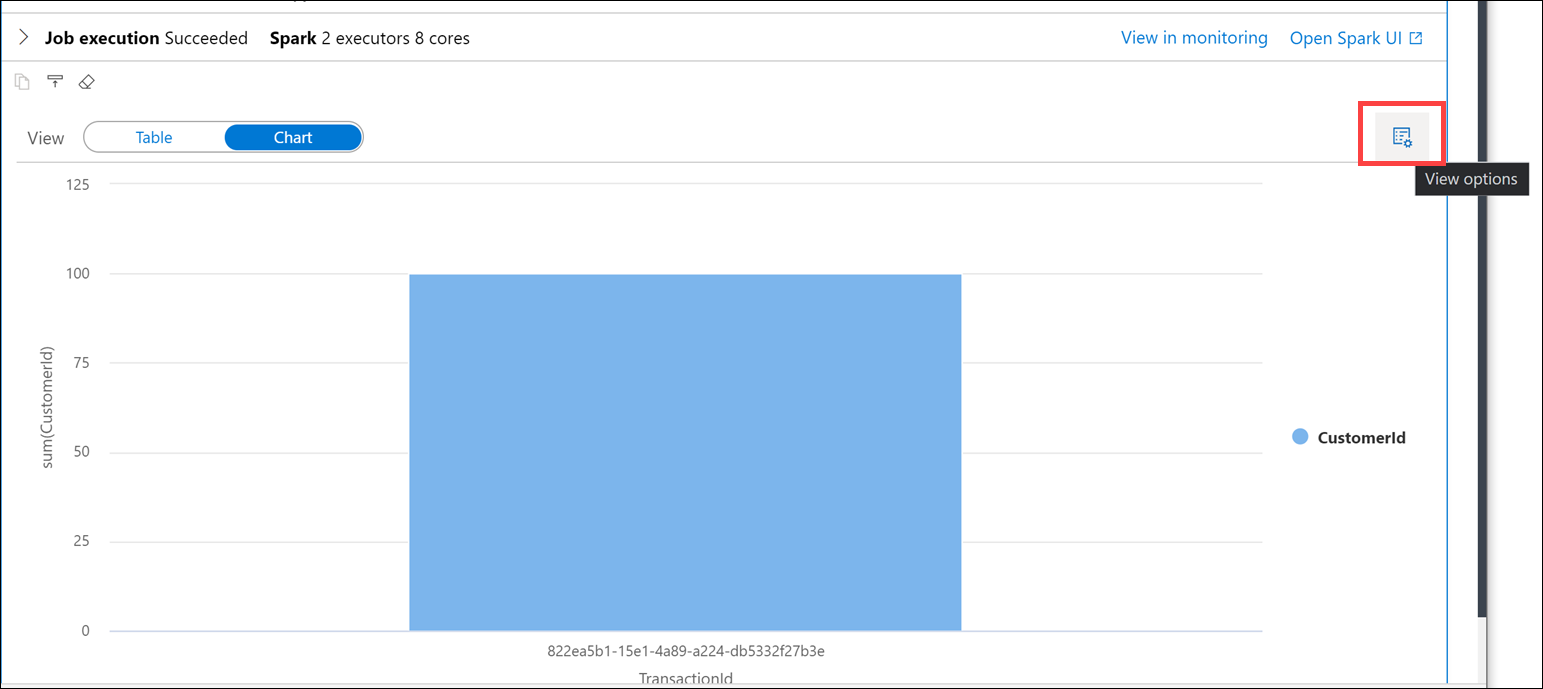 Job execution Succeeded Spark 2 executors 8 cores View in monitoring Open Spark UI
View Table Chart
View options
125
100
75
50
25
0
sum(CustomerId)
CustomerId
822ea5b1-15e1-4a89-a224-db5332f27b3e
TransactionId